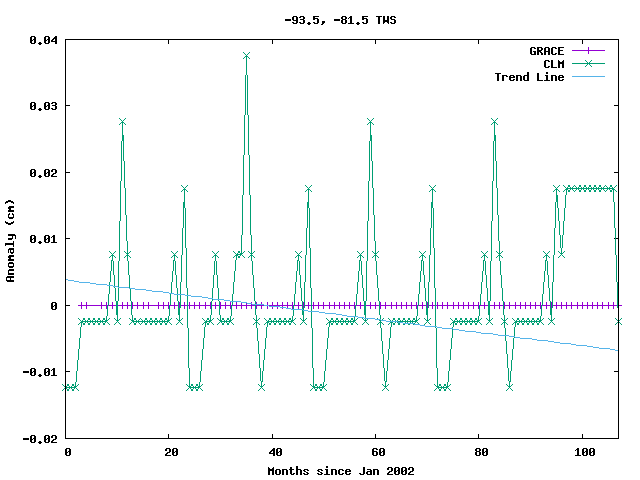 -93.5, -81.5 TWS
GRACE
CLM
Trend Line
Anomaly (cm)
0.04
0.03
0.02
0.01
0
-0.01
-0.02
0 20 40 60 80 100
Months since Jan 2002